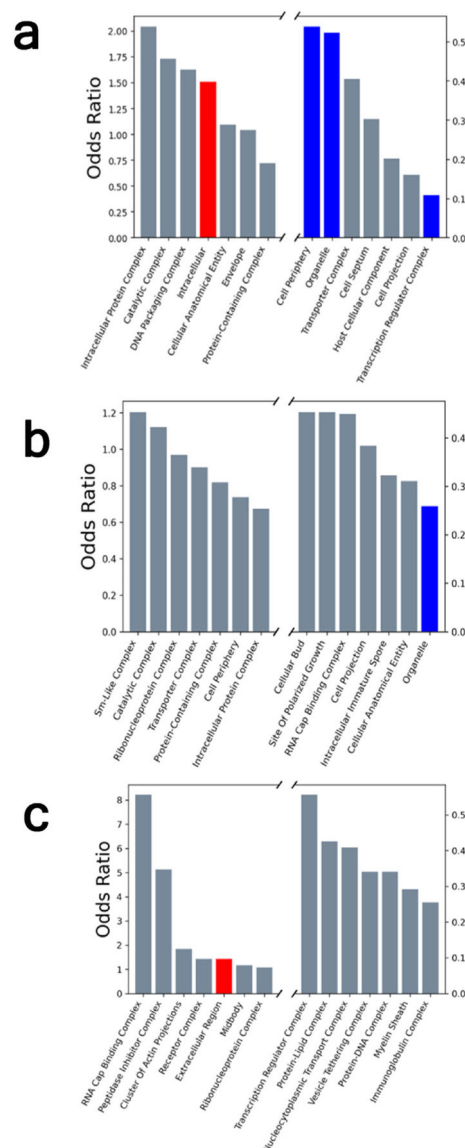 a
Odds Ratio
2.00
1.75
1.50
1.25
1.00
0.75
0.50
0.25
0.00
0.5
0.4
0.3
0.2
0.1
0.0
Intracellular Protein Complex
Catalytic Complex
DNA Packaging Complex
Intracellular
Cellular Anatomical Entity
Envelope
Protein-Containing Complex
Cell Periphery
Organelle
Transporter Complex
Cell Septum
Host Cellular Component
Cell Projection
Transcription Regulator Complex
b
Odds Ratio
1.2
1.0
0.8
0.6
0.4
0.2
0.0
0.4
0.3
0.2
0.1
0.0
Sm-Like Complex
Catalytic Complex
Ribonucleoprotein Complex
Transporter Complex
Protein-Containing Complex
Cell Periphery
Intracellular Protein Complex
Cellular Bud
Site Of Polarized Growth
RNA Cap Binding Complex
Cell Projection
Intracellular Immature Spore
Cellular Anatomical Entity
Organelle
c
Odds Ratio
8
7
6
5
4
3
2
1
0
0.5
0.4
0.3
0.2
0.1
0.0
RNA Cap Binding Complex
Peptidase Inhibitor Complex
Cluster Of Actin Projections
Receptor Complex
Extracellular Region
Midbody
Ribonucleoprotein Complex
Transcription Regulator Complex
Protein-Lipid Complex
Nucleocytoplasmic Transport Complex
Vesicle Tethering Complex
Protein-DNA Complex
Myelin Sheath
Immunoglobulin Complex